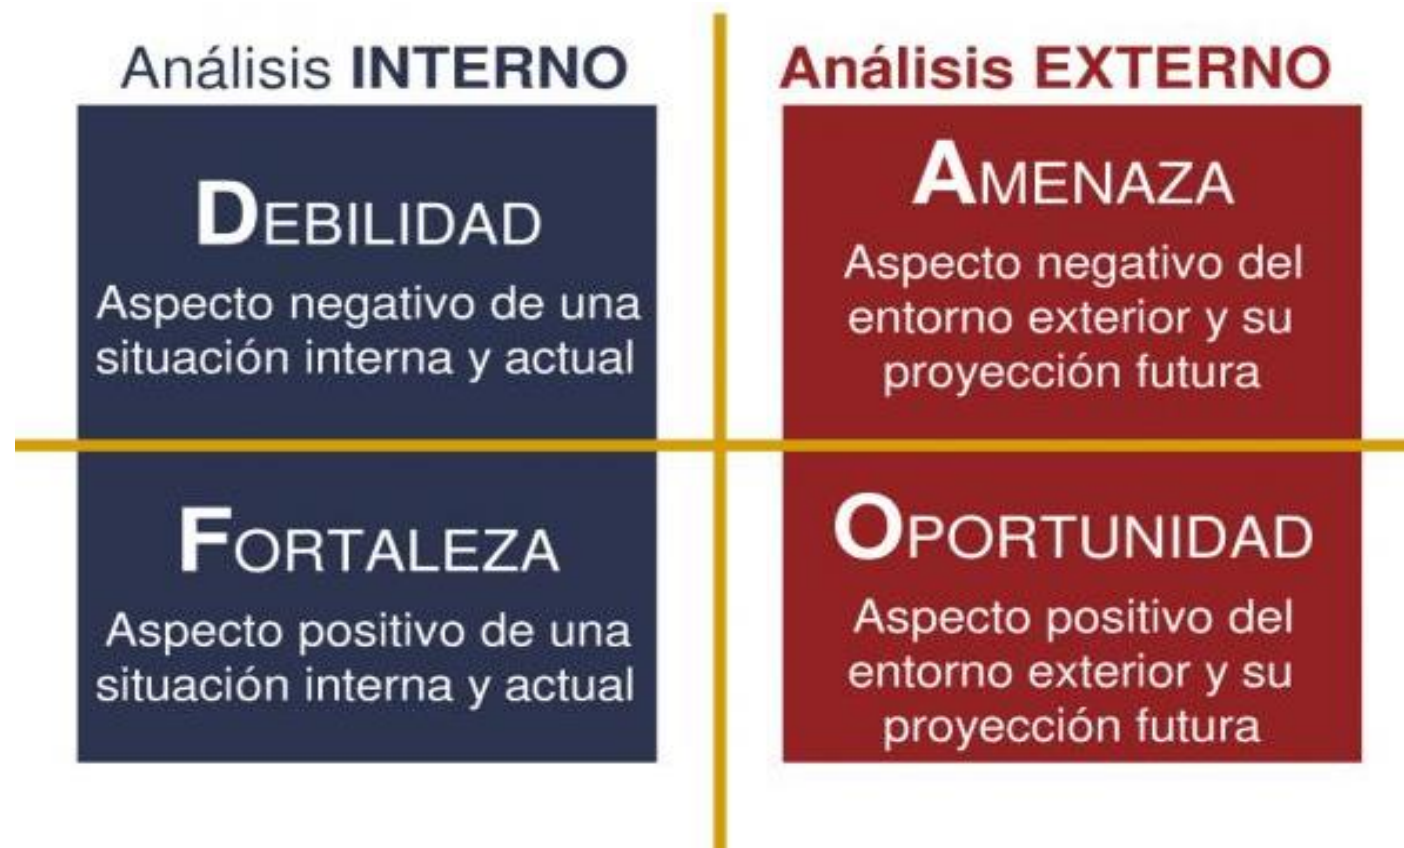 Análisis INTERNO
DEBILIDAD
Aspecto negativo de una
situación interna y actual
FORTALEZA
Aspecto positivo de una
situación interna y actual
Análisis EXTERNO
AMENAZA
Aspecto negativo del
entorno exterior y su
proyección futura
OPORTUNIDAD
Aspecto positivo del
entorno exterior y su
proyección futura